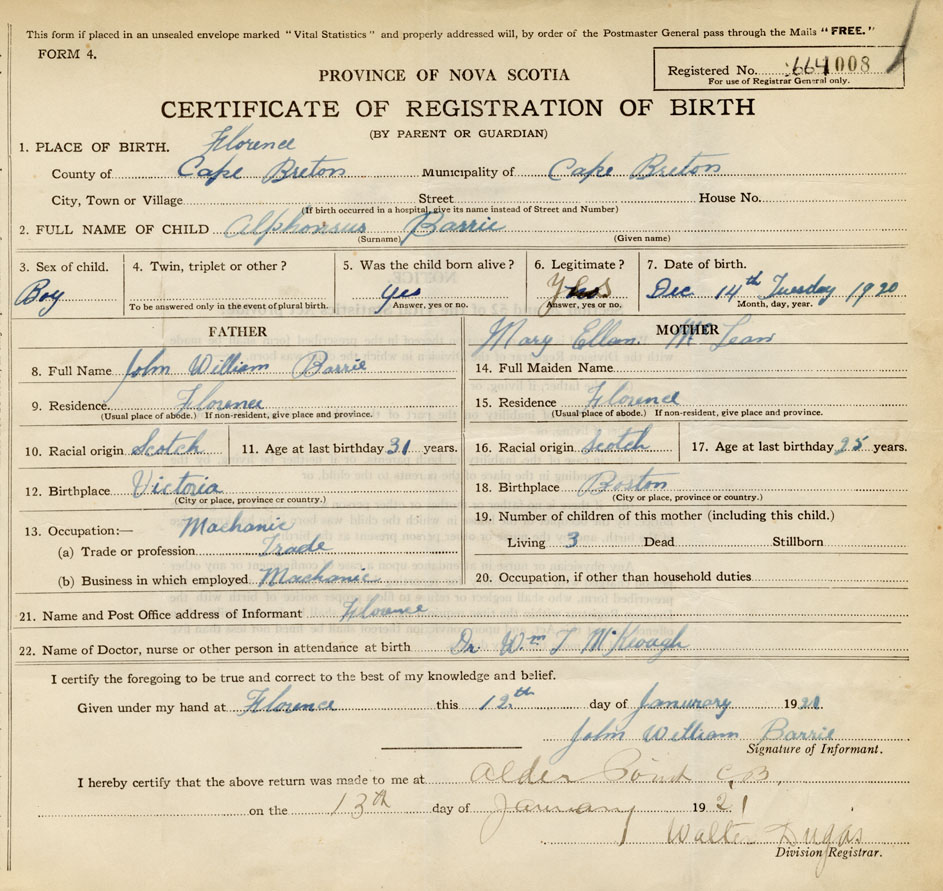 This form if placed in an unsealed envelope marked "Vital Statistics" and properly addressed will, by order of the Postmaster General pass through the Mails "FREE."
FORM 4.
Registered No. 664008
For use of Registrar General only.
PROVINCE OF NOVA SCOTIA
CERTIFICATE OF REGISTRATION OF BIRTH
(BY PARENT OR GUARDIAN)
1. PLACE OF BIRTH. Florence
County of Cape Breton Municipality of Cape Breton
City, Town or Village Street House No.
(If birth occurred in a hospital, give its name instead of Street and Number)
2. FULL NAME OF CHILD Alphonsus Barrie
(Surname) (Given name)
3. Sex of child. 4. Twin, triplet or other? 5. Was the child born alive? 6. Legitimate? 7. Date of birth.
Boy yes Yes Dec 14th Tuesday 1920
To be answered only in the event of plural birth. Answer, yes or no. Answer, yes or no. Month, day, year.
FATHER MOTHER
Mary Ellan McLean
8. Full Name John William Barrie 14. Full Maiden Name
9. Residence. Florence 15. Residence Florence
(Usual place of abode.) If non-resident, give place and province. (Usual place of abode.) If non-resident, give place and province.
10. Racial origin Scotch 11. Age at last birthday 31 years. 16. Racial origin Scotch 17. Age at last birthday 25 years.
12. Birthplace Victoria 18. Birthplace Boston
(City or place, province or country.) (City or place, province or country.)
13. Occupation:— Machanic 19. Number of children of this mother (including this child.)
(a) Trade or profession Trade Living 3 Dead Stillborn
(b) Business in which employed Machanic 20. Occupation, if other than household duties
21. Name and Post Office address of Informant Florence
22. Name of Doctor, nurse or other person in attendance at birth Dr Wm T McKeough
I certify the foregoing to be true and correct to the best of my knowledge and belief.
Given under my hand at Florence this 12th day of Janurary 1921
John William Barrie
Signature of Informant.
I hereby certify that the above return was made to me at Alder Point C.B.
on the 13th day of January 1921
Walter Dugas
Division Registrar.